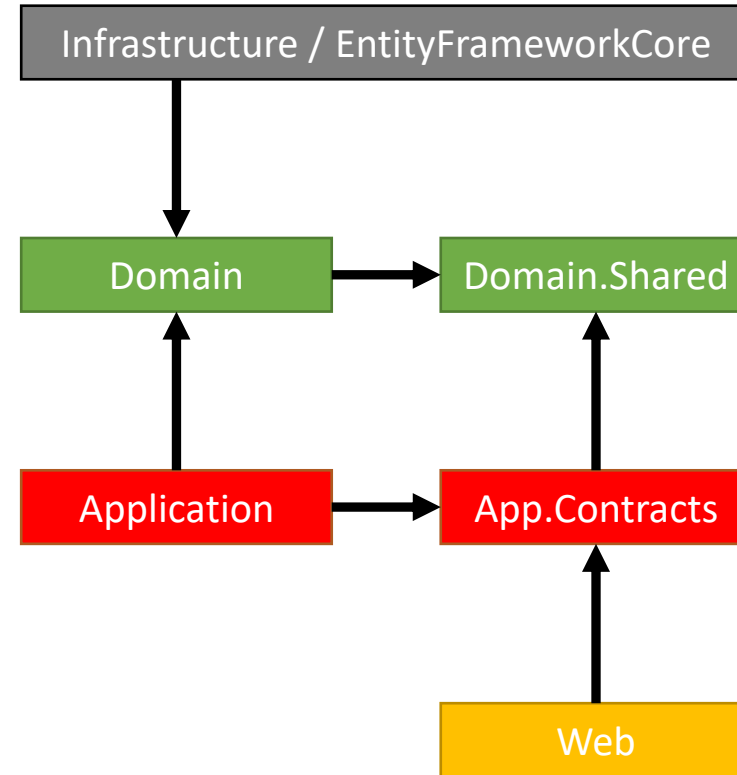 Infrastructure / EntityFrameworkCore
Domain
Domain.Shared
Application
App.Contracts
Web